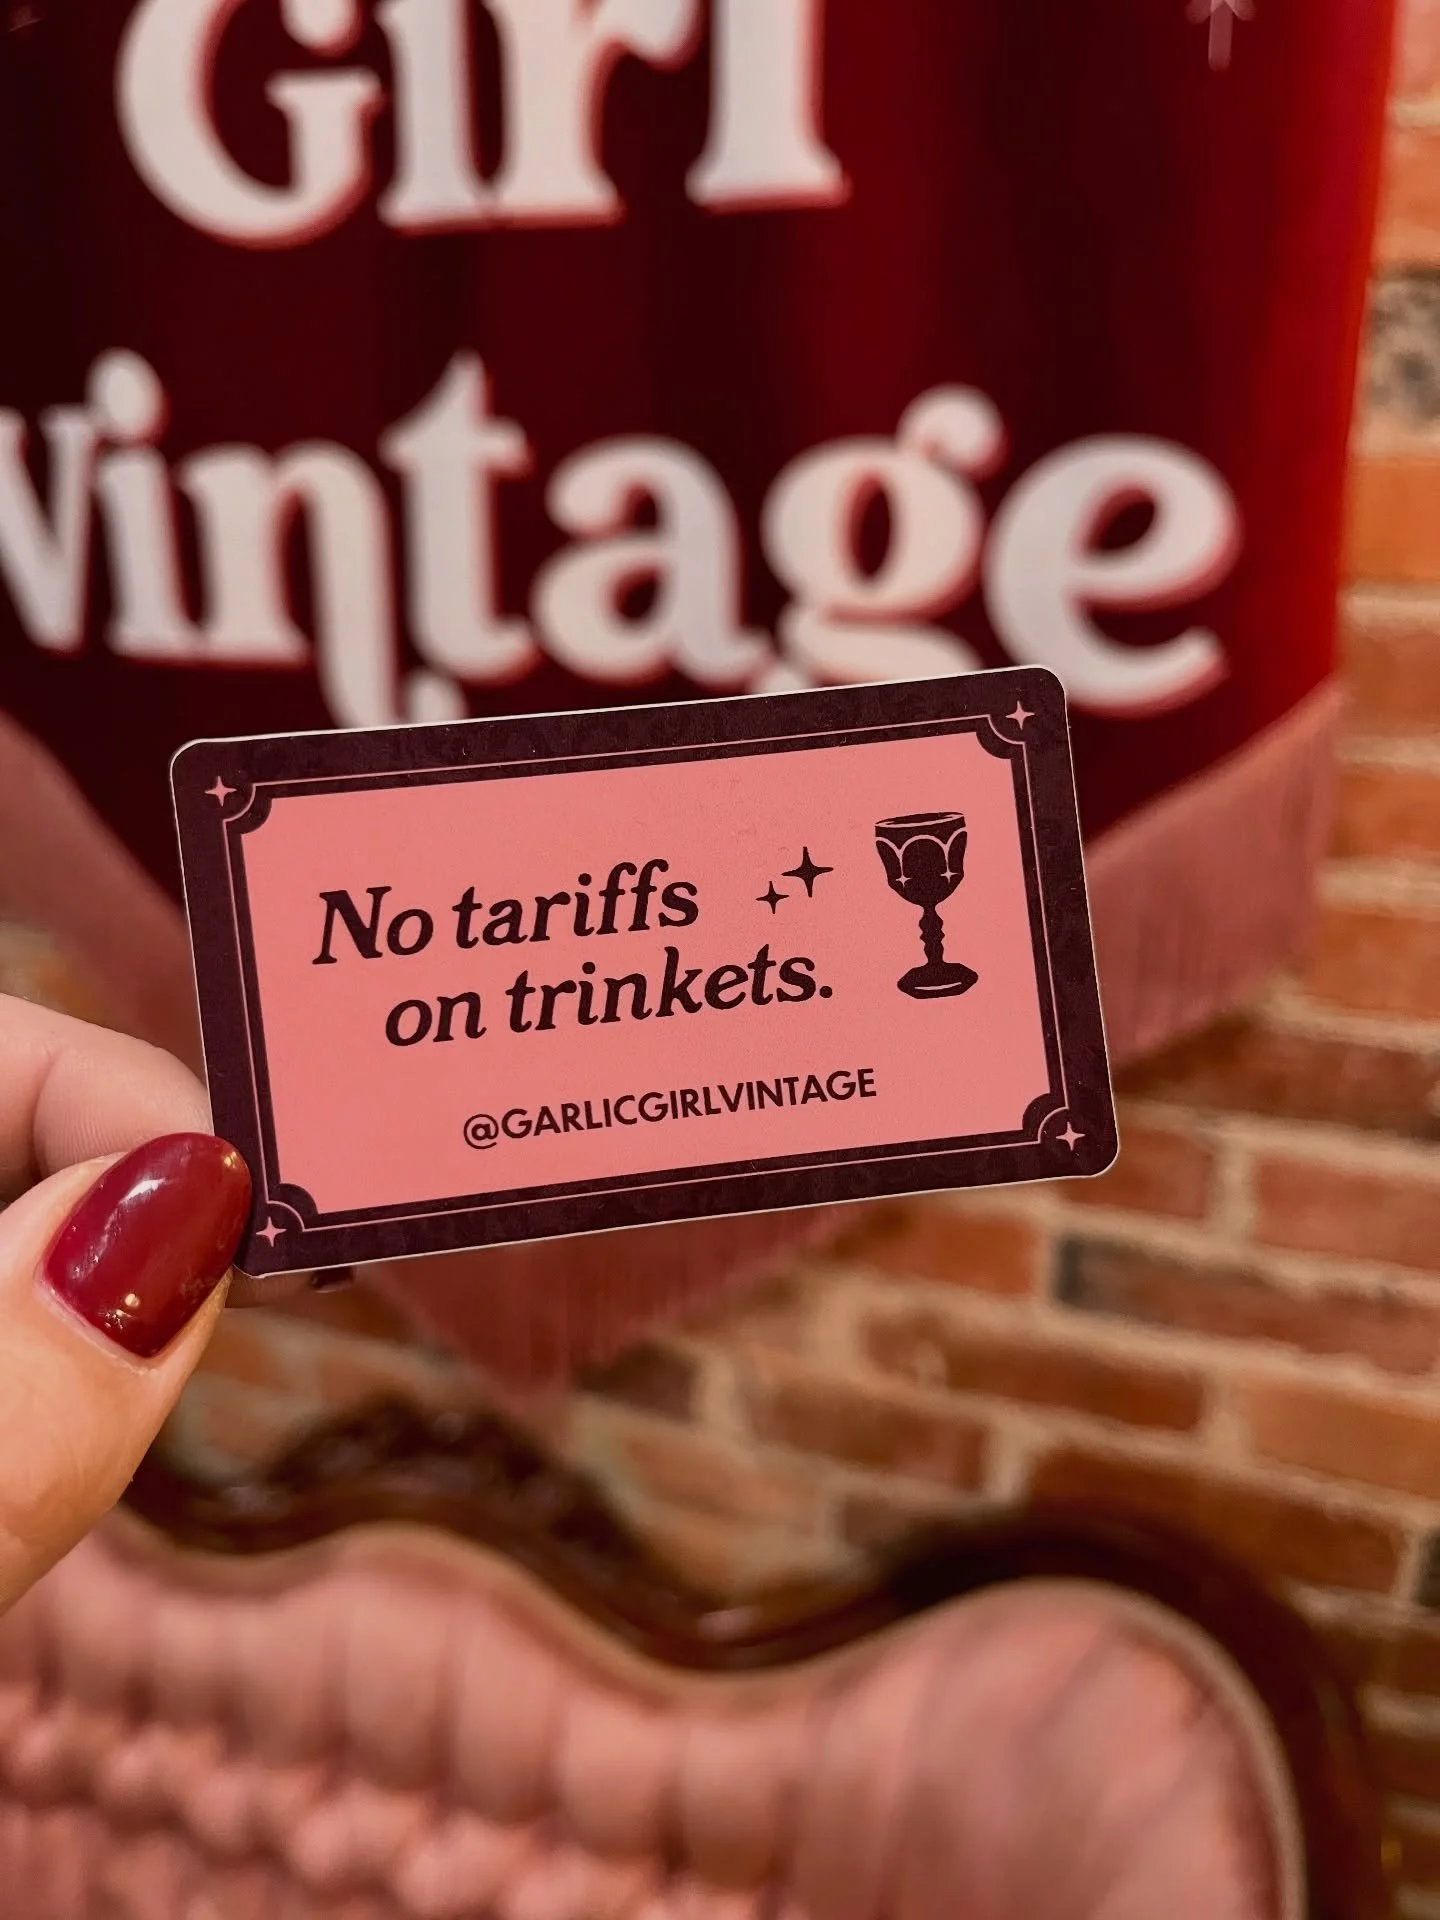 Girl
Vintage
No tariffs
on trinkets.
@GARLICGIRLVINTAGE